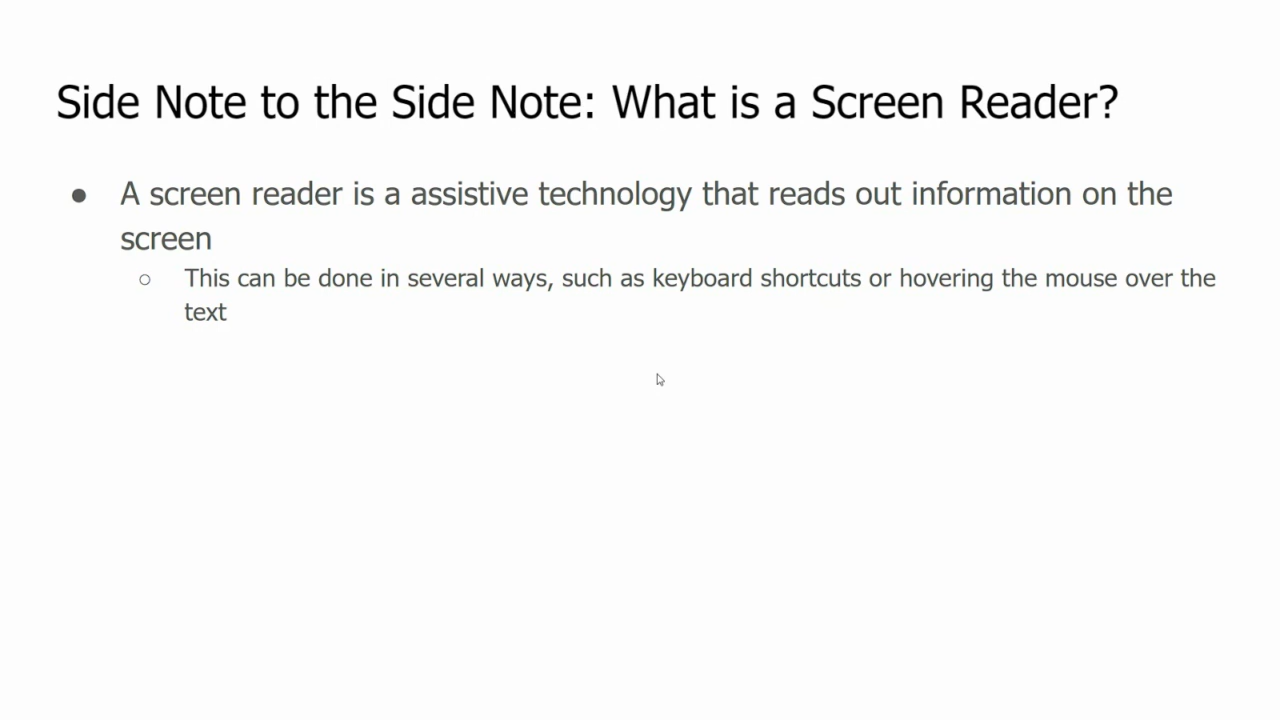 Side Note to the Side Note: What is a Screen Reader?
● A screen reader is a assistive technology that reads out information on the
screen
○ This can be done in several ways, such as keyboard shortcuts or hovering the mouse over the
text